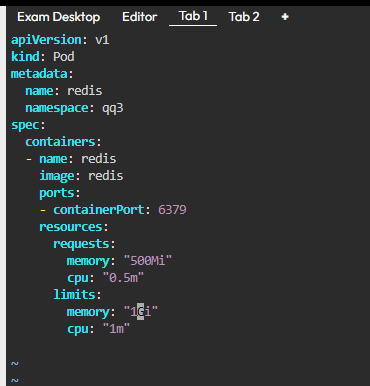 Exam Desktop Editor Tab 1 Tab 2 +
apiVersion: v1
kind: Pod
metadata:
  name: redis
  namespace: qq3
spec:
  containers:
  - name: redis
    image: redis
    ports:
    - containerPort: 6379
    resources:
      requests:
        memory: "500Mi"
        cpu: "0.5m"
      limits:
        memory: "1Gi"
        cpu: "1m"
~
~